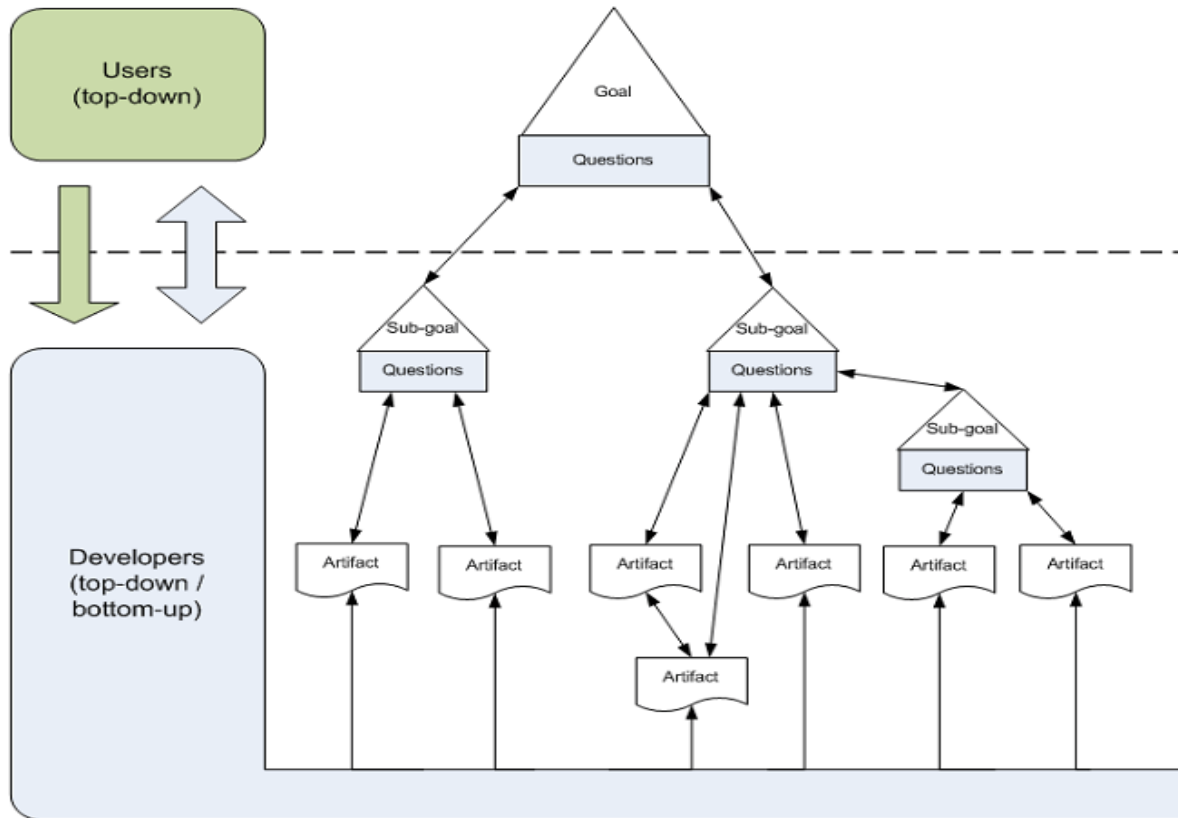 Users
(top-down)
Goal
Questions
Sub-goal
Questions
Sub-goal
Questions
Sub-goal
Questions
Developers
(top-down /
bottom-up)
Artifact
Artifact
Artifact
Artifact
Artifact
Artifact
Artifact